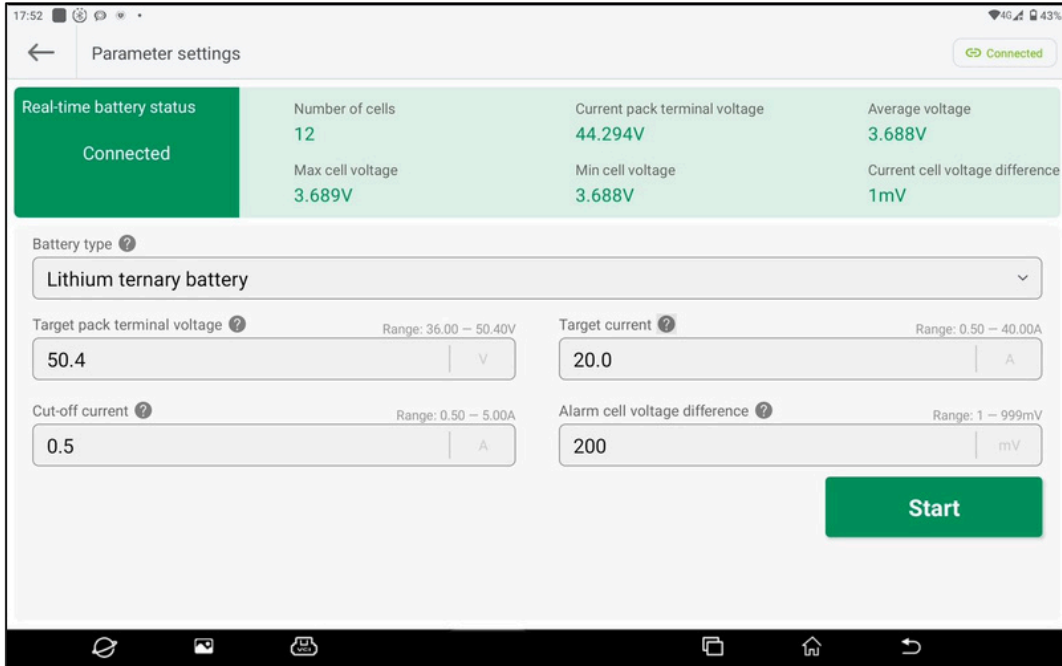 17:52
4G 43%
Parameter settings
Connected
Real-time battery status
Connected
Number of cells
12
Current pack terminal voltage
44.294V
Average voltage
3.688V
Max cell voltage
3.689V
Min cell voltage
3.688V
Current cell voltage difference
1mV
Battery type ?
Lithium ternary battery
Target pack terminal voltage ? Range: 36.00 — 50.40V
50.4 V
Target current ? Range: 0.50 — 40.00A
20.0 A
Cut-off current ? Range: 0.50 — 5.00A
0.5 A
Alarm cell voltage difference ? Range: 1 — 999mV
200 mV
Start
VCI